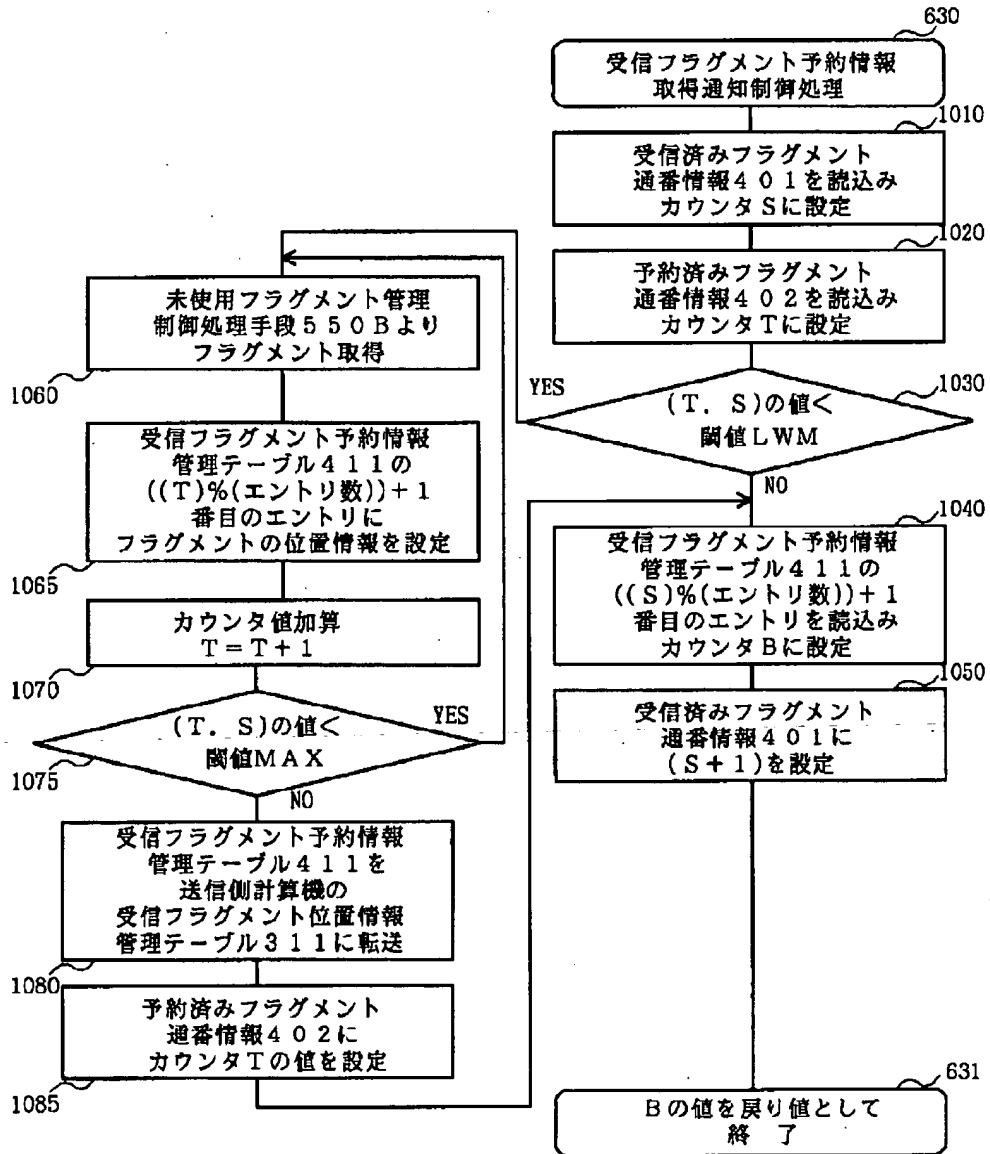 630
受信フラグメント予約情報
取得通知制御処理
1010
受信済みフラグメント
通番情報401を読込み
カウンタSに設定
1020
予約済みフラグメント
通番情報402を読込み
カウンタTに設定
1030
(T. S)の値<
閾値LWM
YES
NO
1040
受信フラグメント予約情報
管理テーブル411の
((S)%(エントリ数))+1
番目のエントリを読込み
カウンタBに設定
1050
受信済みフラグメント
通番情報401に
(S+1)を設定
631
Bの値を戻り値として
終 了
未使用フラグメント管理
制御処理手段550Bより
フラグメント取得
1060
受信フラグメント予約情報
管理テーブル411の
((T)%(エントリ数))+1
番目のエントリに
フラグメントの位置情報を設定
1065
カウンタ値加算
T=T+1
1070
(T. S)の値<
閾値MAX
YES
1075
NO
受信フラグメント予約情報
管理テーブル411を
送信側計算機の
受信フラグメント位置情報
管理テーブル311に転送
1080
予約済みフラグメント
通番情報402に
カウンタTの値を設定
1085